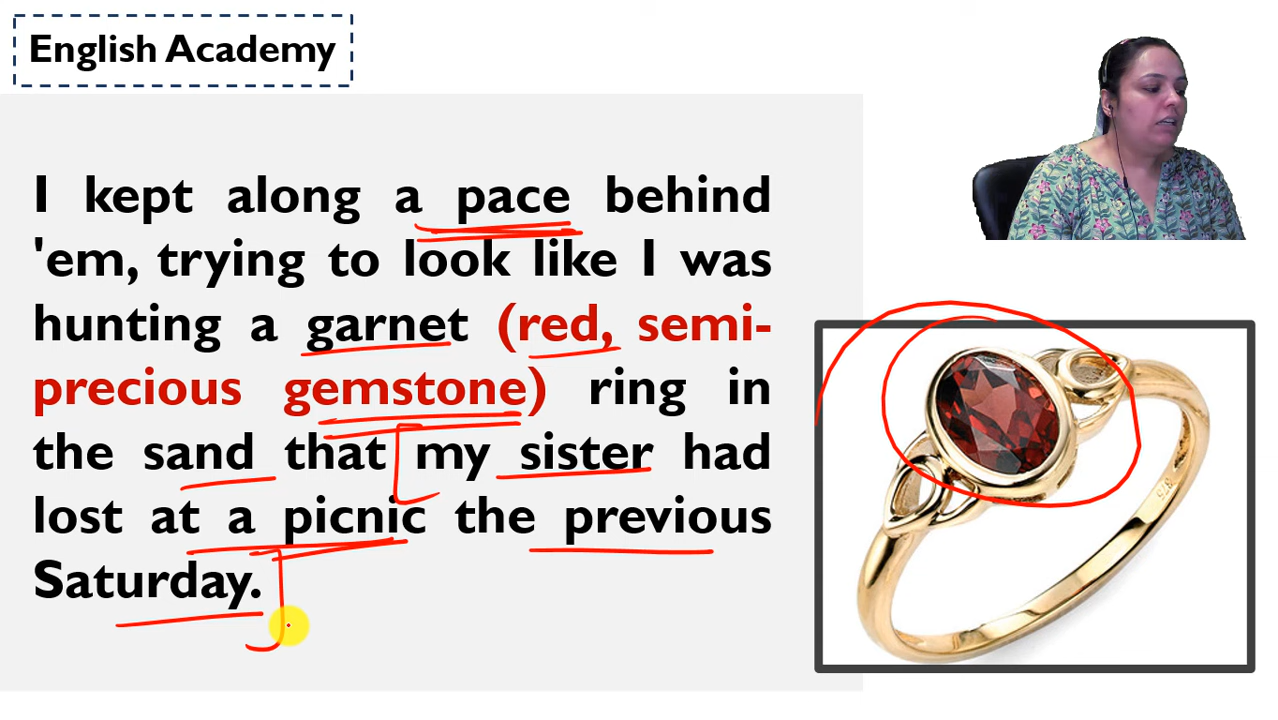 English Academy
I kept along a pace behind
'em, trying to look like I was
hunting a garnet (red, semi-
precious gemstone) ring in
the sand that my sister had
lost at a picnic the previous
Saturday.